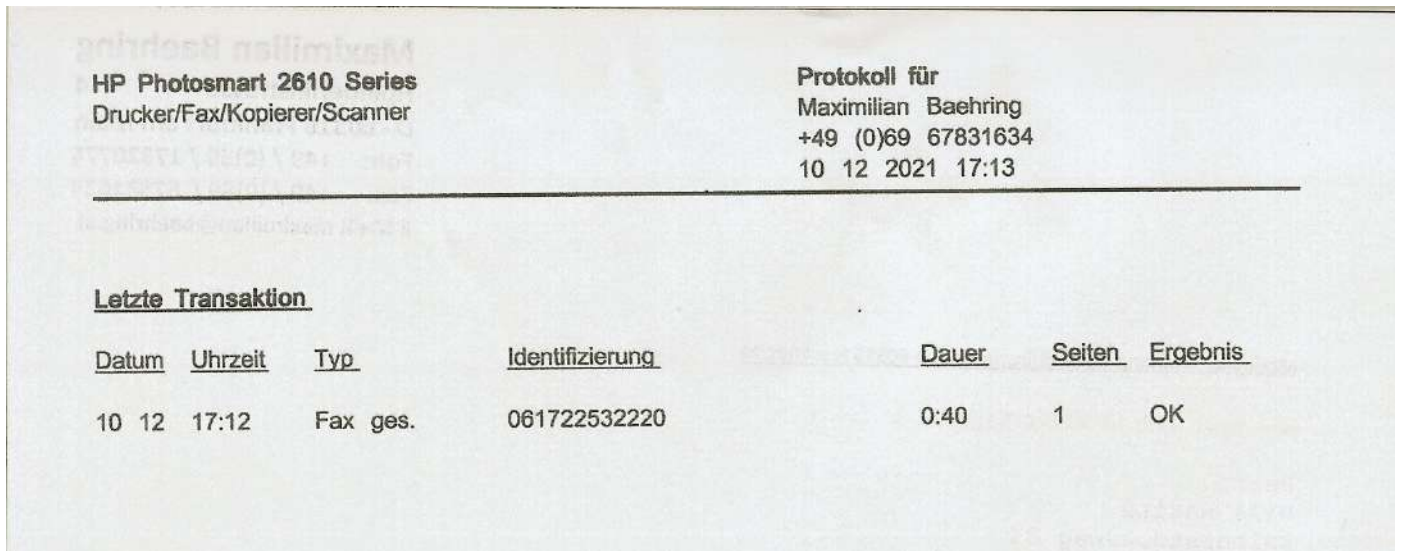 HP Photosmart 2610 Series
Drucker/Fax/Kopierer/Scanner
Protokoll für
Maximilian Baehring
+49 (0)69 67831634
10 12 2021 17:13
Letzte Transaktion
Datum Uhrzeit Typ Identifizierung Dauer Seiten Ergebnis
10 12 17:12 Fax ges. 061722532220 0:40 1 OK